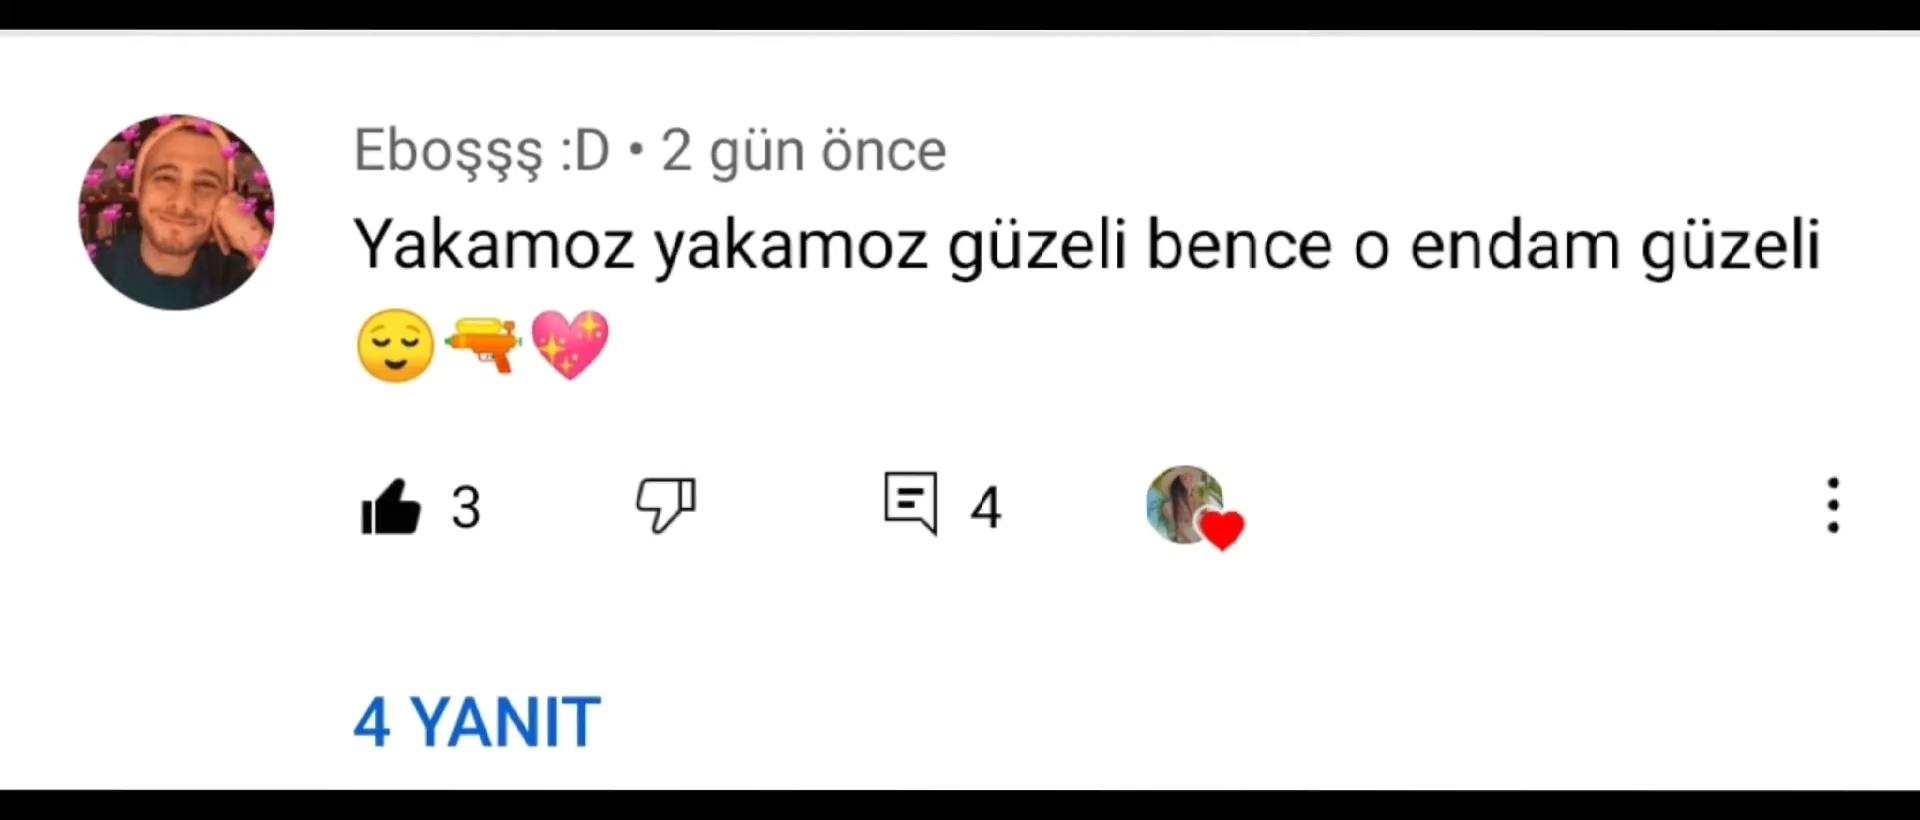 Eboşşş :D • 2 gün önce
Yakamoz yakamoz güzeli bence o endam güzeli
😌🔫💖
3 4
4 YANIT